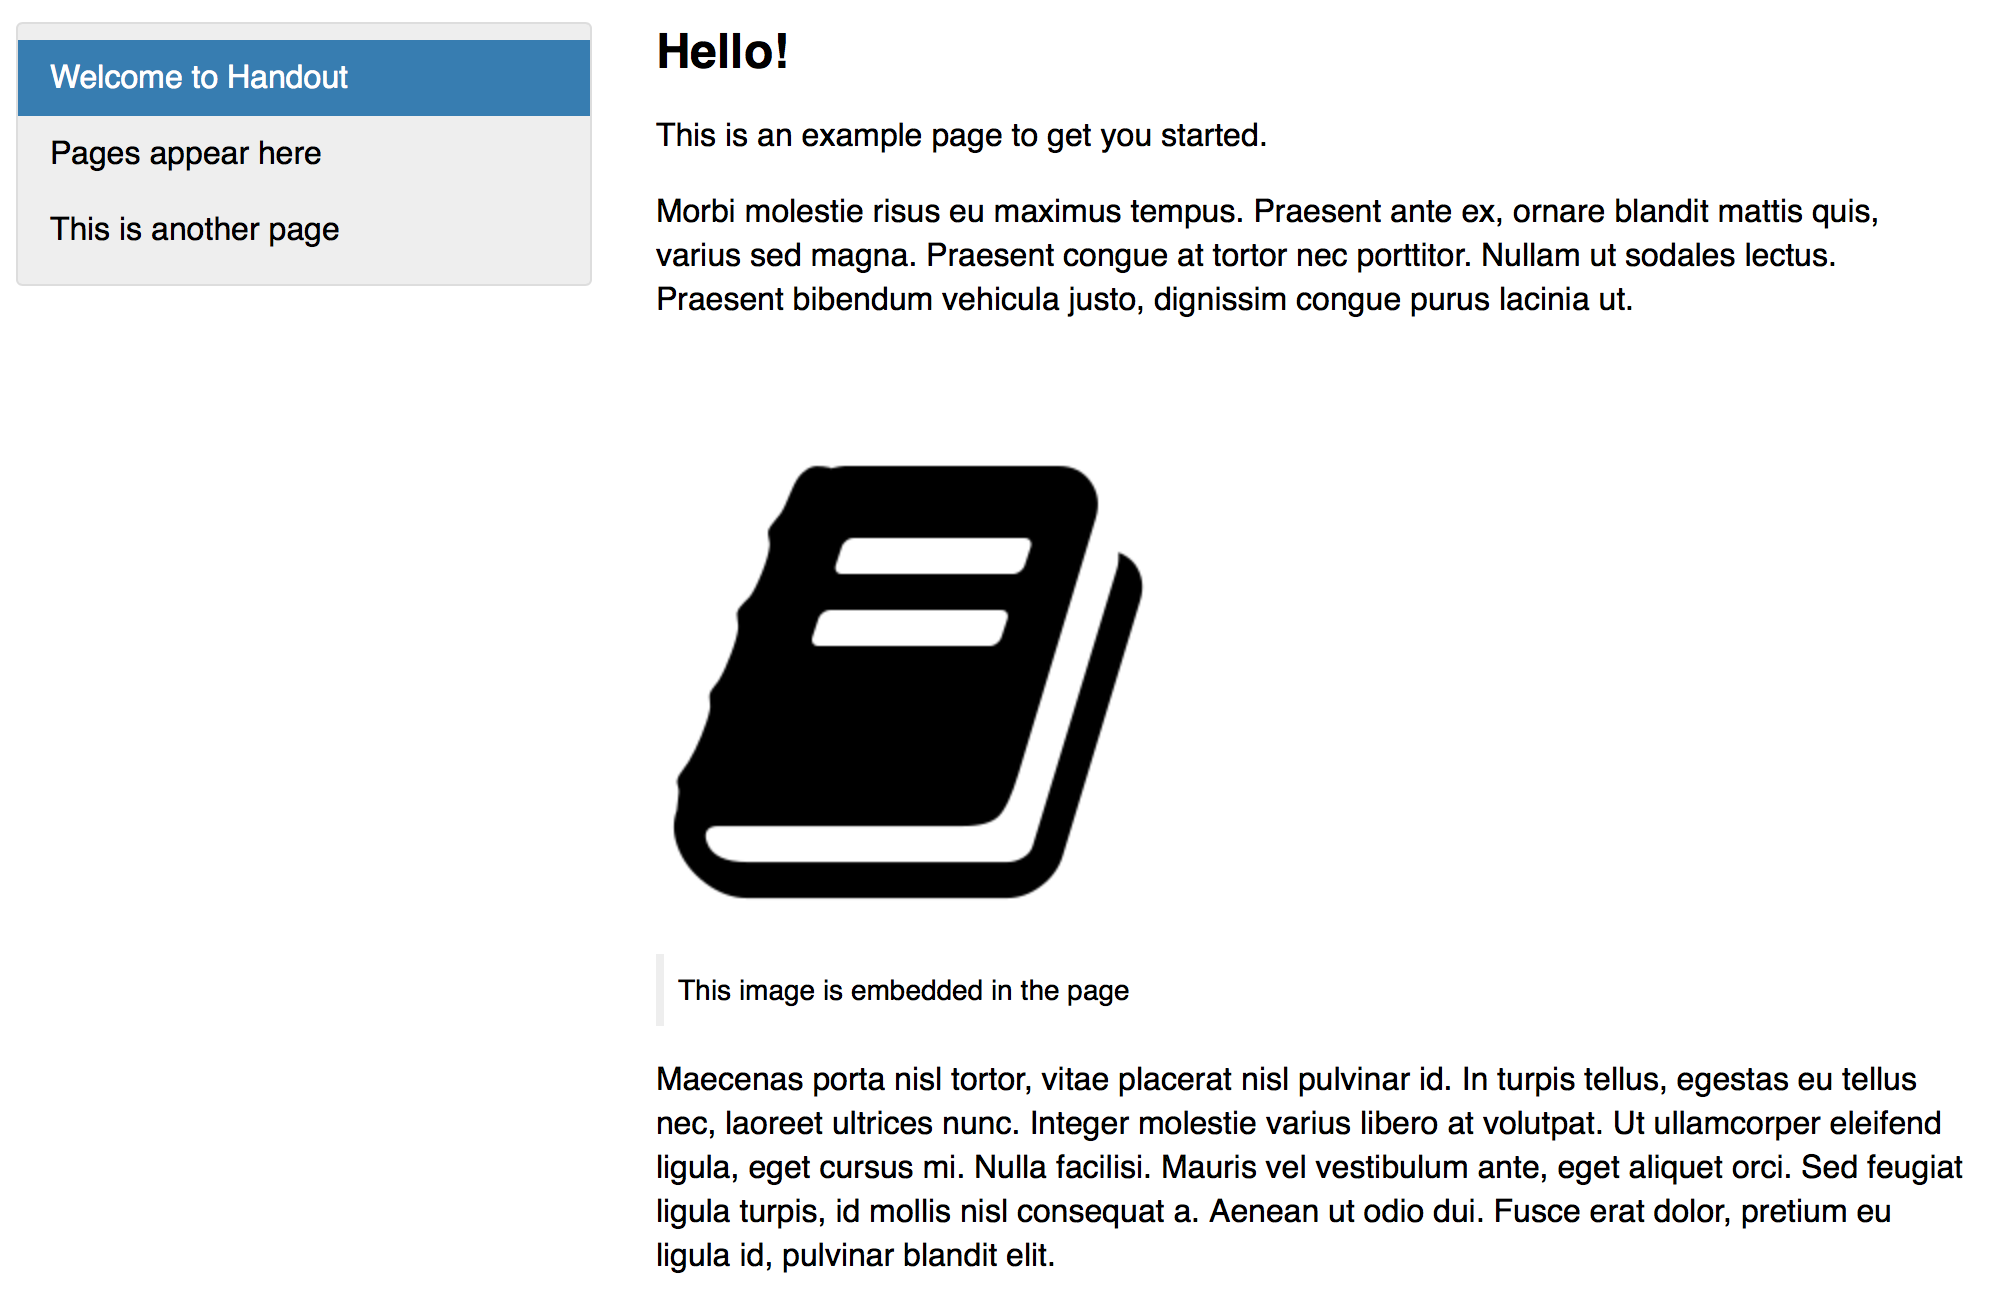 Welcome to Handout
Pages appear here
This is another page
Hello!
This is an example page to get you started.
Morbi molestie risus eu maximus tempus. Praesent ante ex, ornare blandit mattis quis,
varius sed magna. Praesent congue at tortor nec porttitor. Nullam ut sodales lectus.
Praesent bibendum vehicula justo, dignissim congue purus lacinia ut.
This image is embedded in the page
Maecenas porta nisl tortor, vitae placerat nisl pulvinar id. In turpis tellus, egestas eu tellus
nec, laoreet ultrices nunc. Integer molestie varius libero at volutpat. Ut ullamcorper eleifend
ligula, eget cursus mi. Nulla facilisi. Mauris vel vestibulum ante, eget aliquet orci. Sed feugiat
ligula turpis, id mollis nisl consequat a. Aenean ut odio dui. Fusce erat dolor, pretium eu
ligula id, pulvinar blandit elit.